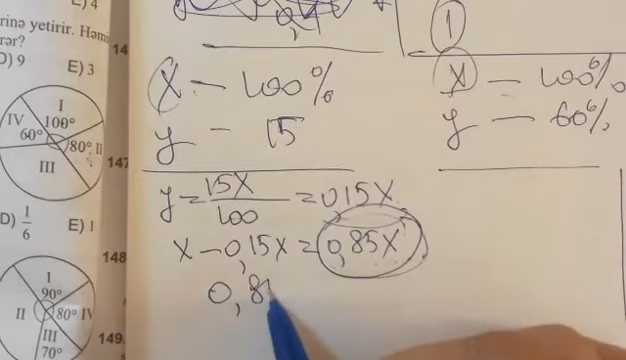 E) 4
rinə yetirir. Həm
rər?
D) 9 E) 3
I
100°
IV
60°
80° II
III
D) 1/6 E) 1
I
90°
II
80° IV
III
70°
14
147
148
149.
x — 100%
y — 15
y = 15x/100 = 0,15x
x − 0,15x = 0,85x
0,8
1
x — 100%
y — 60%